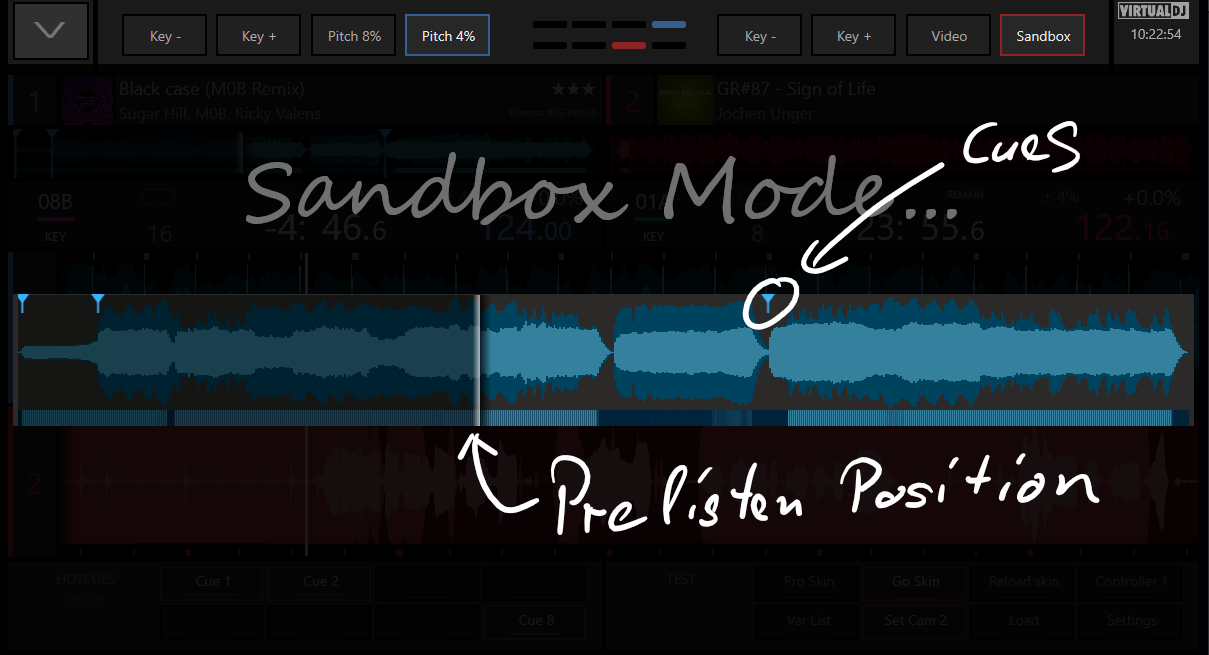 Key - Key + Pitch 8% Pitch 4% Key - Key + Video Sandbox VIRTUALDJ
10:22:54
1 Black case (M0B Remix) ★★★ 2 GR#87 - Sign of Life
Sugar Hill, M0B, Ricky Valens Jochen Unger
Cues
Sandbox Mode...
08B 01A REMAIN ± 4% +0.0%
KEY 16 -4: 46.6 124.00 KEY 8 23: 55.6 122.16
Prelisten Position
2
HOTCUES Cue 1 Cue 2 TEST Pro Skin Go Skin Reload skin Controller 1
CUE
Cue 8 Var List Set Cam 2 Load Settings